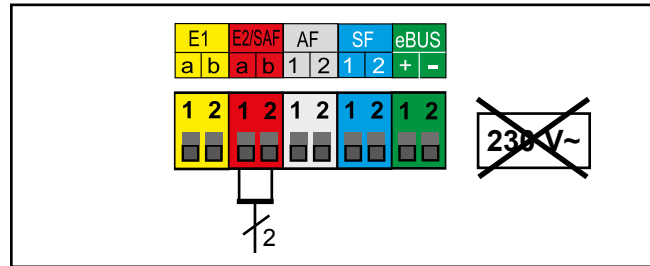 E1 E2/SAF AF SF eBUS
a b a b 1 2 1 2 + -
1 2 1 2 1 2 1 2 1 2
230 V~
2